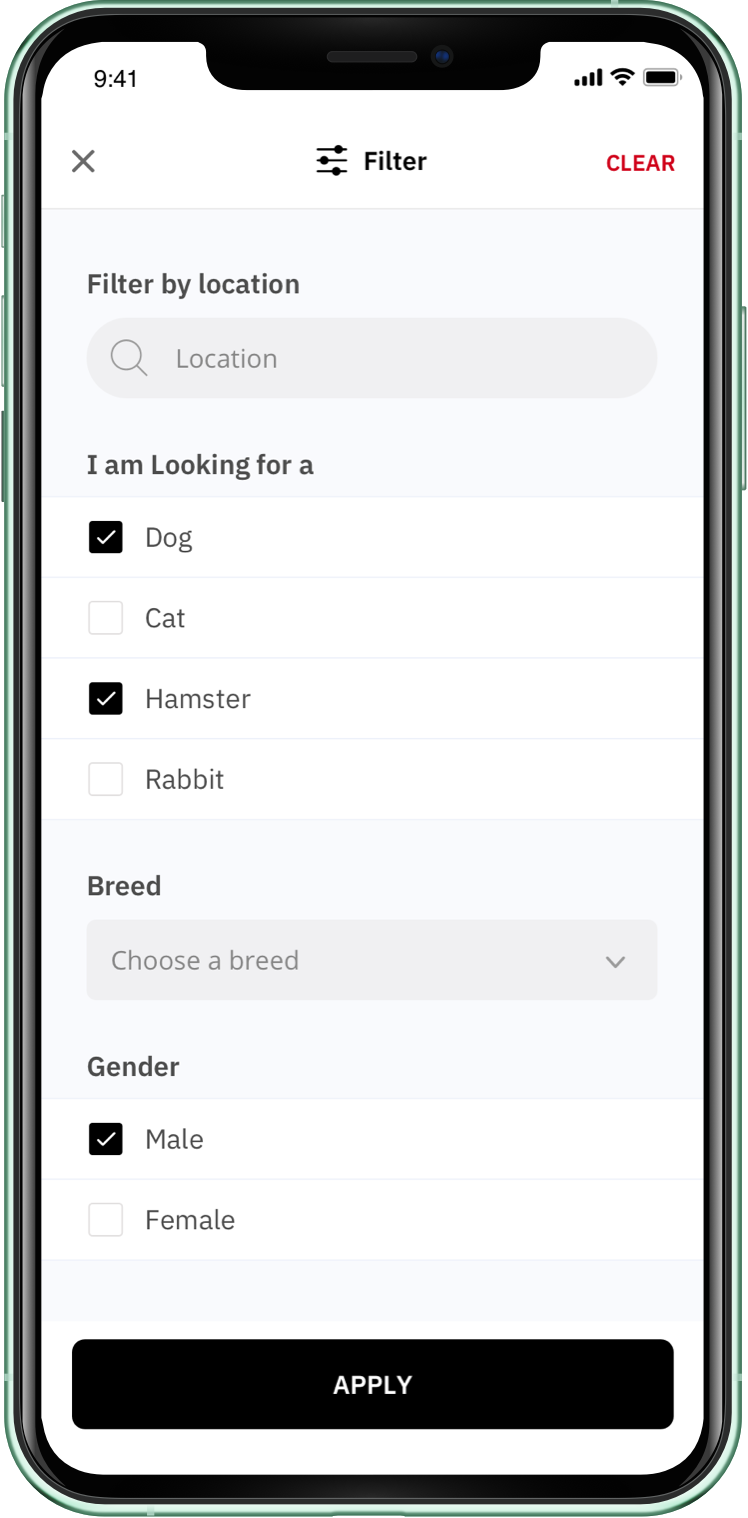 9:41
Filter
CLEAR
Filter by location
Location
I am Looking for a
Dog
Cat
Hamster
Rabbit
Breed
Choose a breed
Gender
Male
Female
APPLY